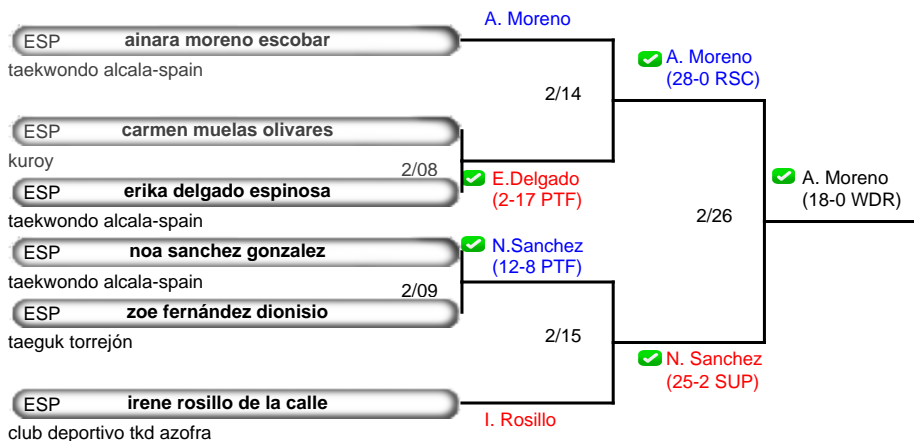 A. Moreno
ESP ainara moreno escobar
taekwondo alcala-spain
A. Moreno
(28-0 RSC)
2/14
ESP carmen muelas olivares
kuroy
2/08
E.Delgado
(2-17 PTF)
ESP erika delgado espinosa
taekwondo alcala-spain
A. Moreno
(18-0 WDR)
2/26
ESP noa sanchez gonzalez
taekwondo alcala-spain
N.Sanchez
(12-8 PTF)
2/09
ESP zoe fernández dionisio
taeguk torrejón
2/15
N. Sanchez
(25-2 SUP)
ESP irene rosillo de la calle
club deportivo tkd azofra
I. Rosillo